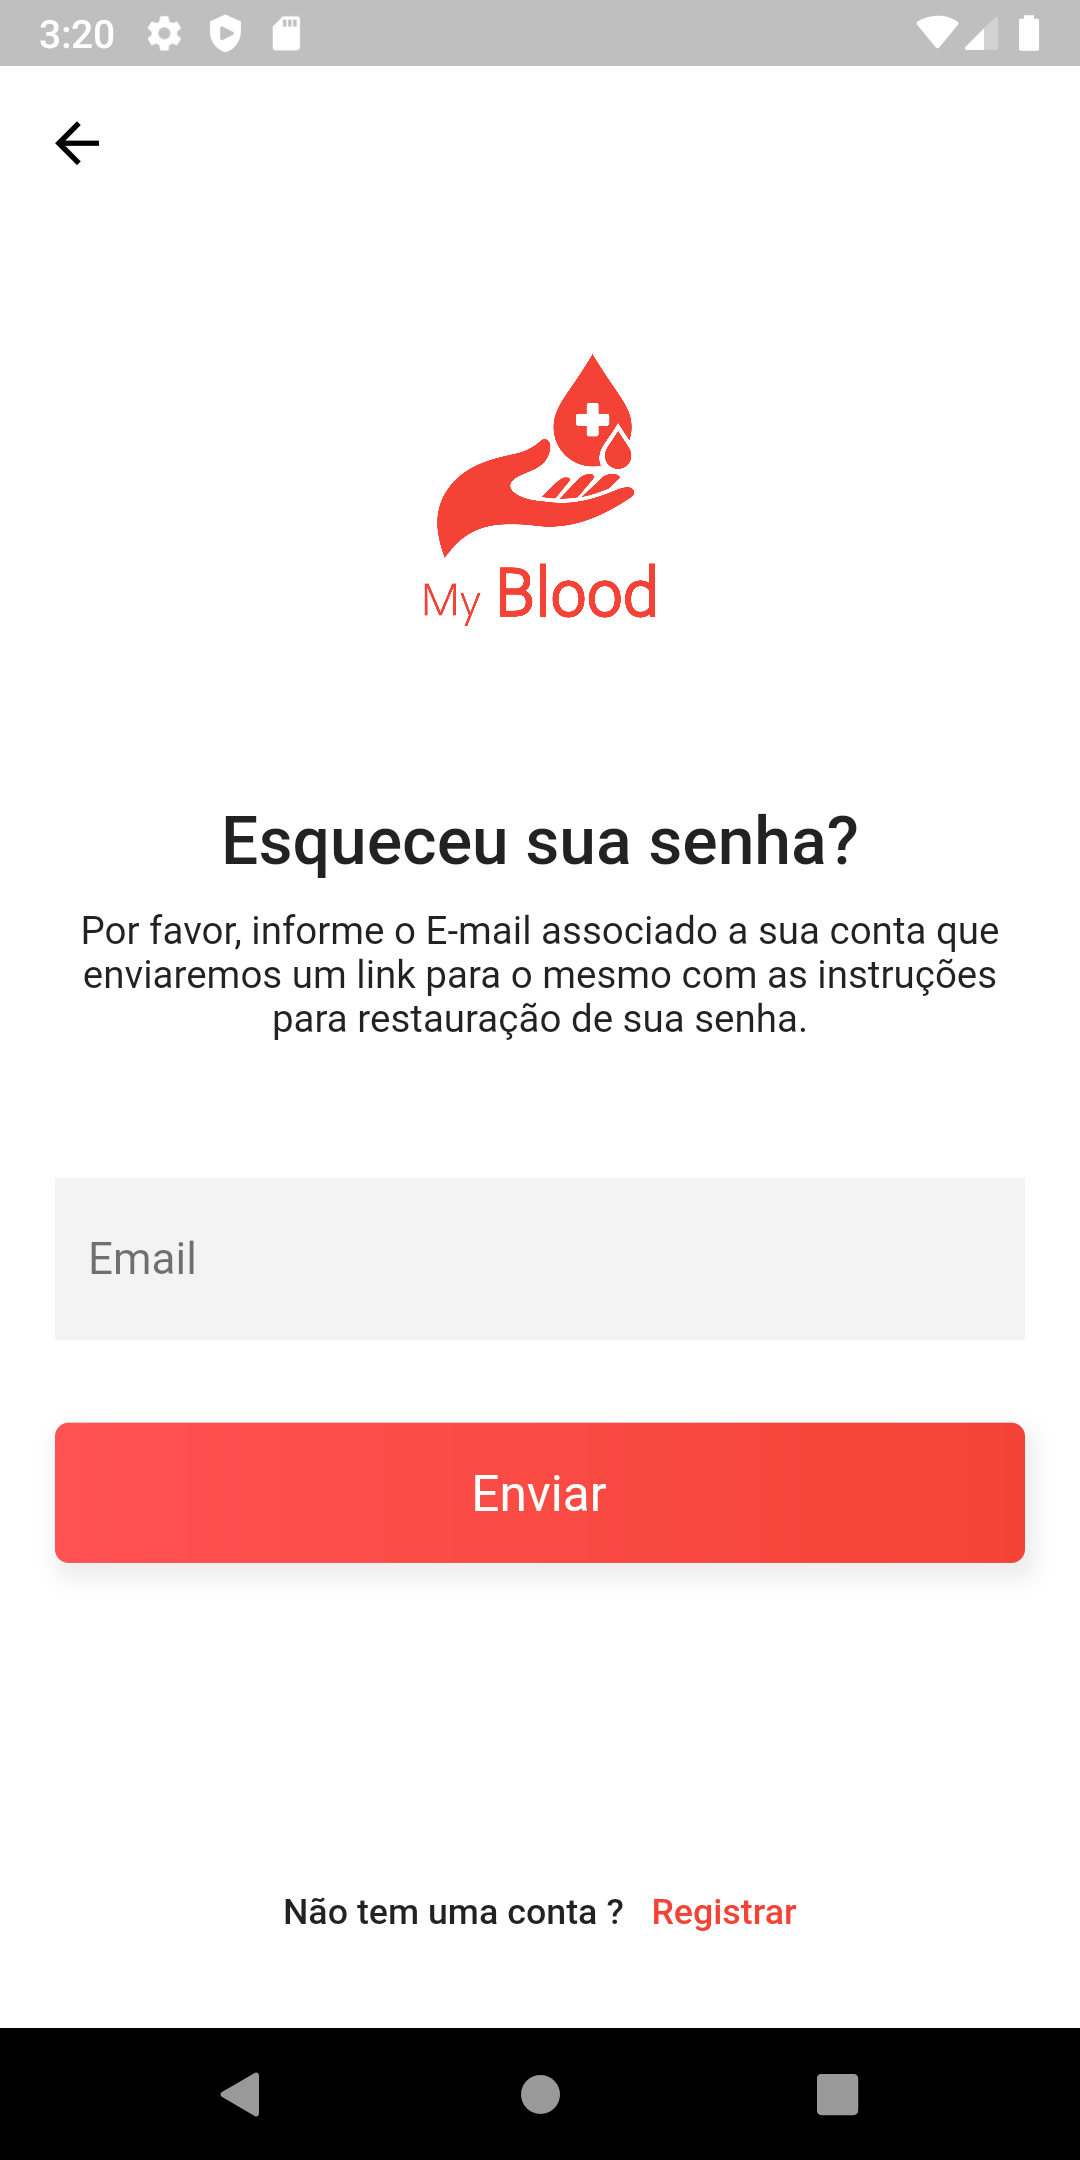 3:20
My Blood
Esqueceu sua senha?
Por favor, informe o E-mail associado a sua conta que
enviaremos um link para o mesmo com as instruções
para restauração de sua senha.
Email
Enviar
Não tem uma conta ? Registrar